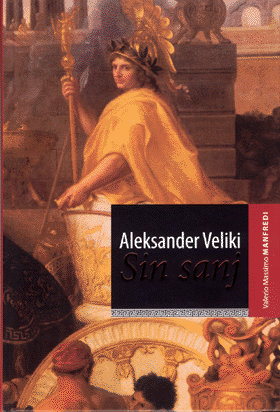 Aleksander Veliki
Sin sanj
Valerio Massimo MANFREDI